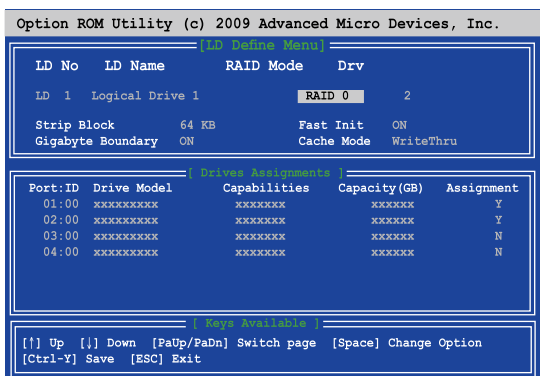 Option ROM Utility (c) 2009 Advanced Micro Devices, Inc.
[LD Define Menu]
LD No LD Name RAID Mode Drv
LD 1 Logical Drive 1 RAID 0 2
Strip Block 64 KB Fast Init ON
Gigabyte Boundary ON Cache Mode WriteThru
[ Drives Assignments ]
Port:ID Drive Model Capabilities Capacity(GB) Assignment
01:00 xxxxxxxxx xxxxxxx xxxxxx Y
02:00 xxxxxxxxx xxxxxxx xxxxxx Y
03:00 xxxxxxxxx xxxxxxx xxxxxx N
04:00 xxxxxxxxx xxxxxxx xxxxxx N
[ Keys Available ]
[↑] Up [↓] Down [PaUp/PaDn] Switch page [Space] Change Option
[Ctrl-Y] Save [ESC] Exit